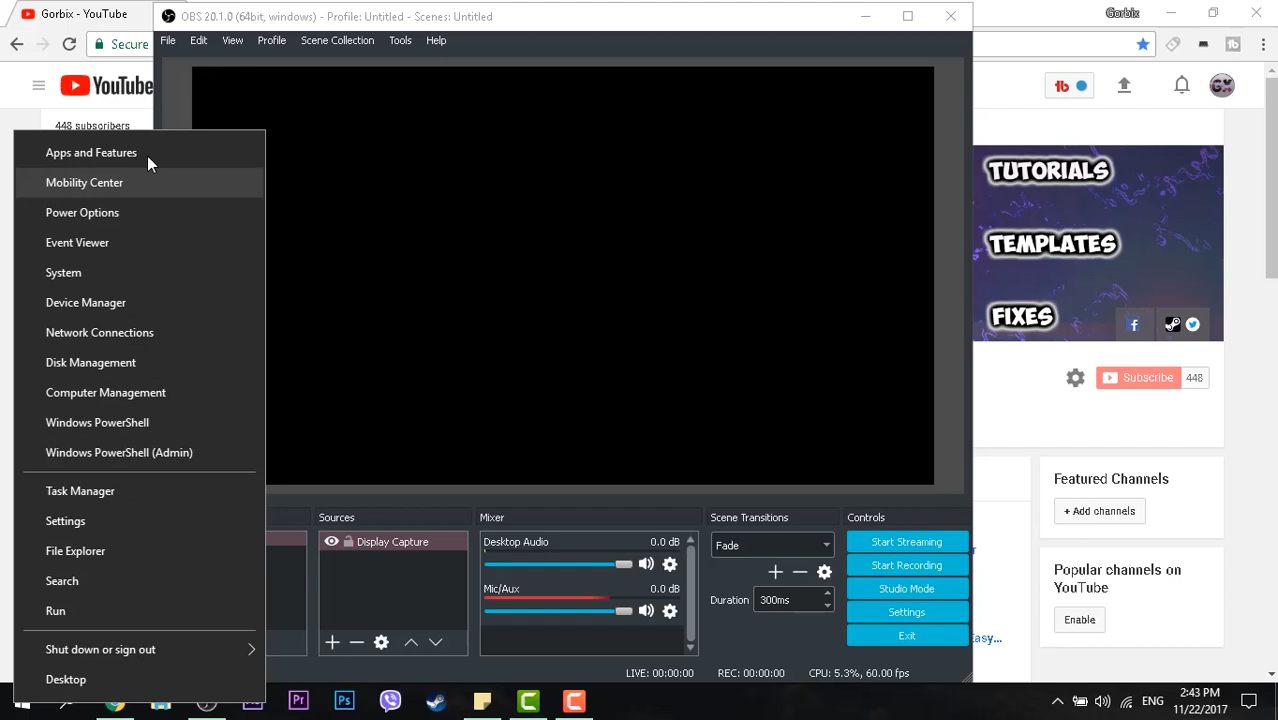 Gorbix
OBS 20.1.0 (64bit, windows) - Profile: Untitled - Scenes: Untitled
Gorbix
Secure
File Edit View Profile Scene Collection Tools Help
YouTube
448 subscribers
Apps and Features
Mobility Center
Power Options
Event Viewer
System
Device Manager
Network Connections
Disk Management
Computer Management
Windows PowerShell
Windows PowerShell (Admin)
Task Manager
Settings
File Explorer
Search
Run
Shut down or sign out
Desktop
Sources
Display Capture
Mixer
Desktop Audio 0.0 dB
Mic/Aux 0.0 dB
Scene Transitions
Fade
Duration 300ms
Controls
Start Streaming
Start Recording
Studio Mode
Settings
Exit
LIVE: 00:00:00 REC: 00:00:00 CPU: 5.3%, 60.00 fps
TUTORIALS
TEMPLATES
FIXES
Subscribe 448
Featured Channels
+ Add channels
Popular channels on
YouTube
Enable
Easy...
Pr Ps
ENG
2:43 PM
11/22/2017